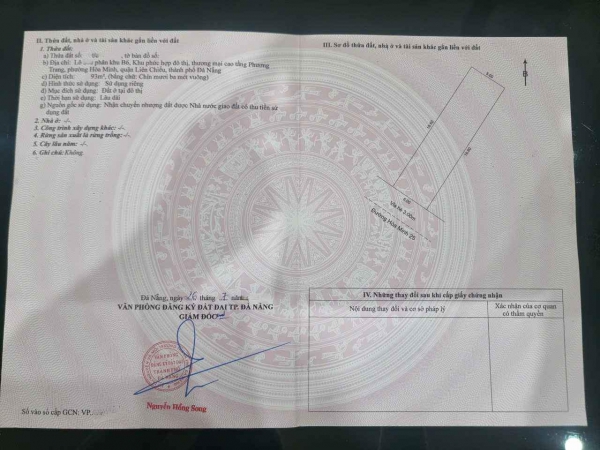 II. Thửa đất, nhà ở và tài sản khác gắn liền với đất
1. Thửa đất:
a) Thửa đất số: tờ bản đồ số:
b) Địa chỉ: Lô phân khu B6, Khu phức hợp đô thị, thương mại cao tầng Phương
Trang, phường Hòa Minh, quận Liên Chiểu, thành phố Đà Nẵng
c) Diện tích: 93m², (bằng chữ: Chín mươi ba mét vuông)
d) Hình thức sử dụng: Sử dụng riêng
đ) Mục đích sử dụng: Đất ở tại đô thị
e) Thời hạn sử dụng: Lâu dài
g) Nguồn gốc sử dụng: Nhận chuyển nhượng đất được Nhà nước giao đất có thu tiền sử
dụng đất
2. Nhà ở: -/-
3. Công trình xây dựng khác: -/-
4. Rừng sản xuất là rừng trồng: -/-
5. Cây lâu năm: -/-
6. Ghi chú: Không
Đà Nẵng, ngày tháng năm
VĂN PHÒNG ĐĂNG KÝ ĐẤT ĐAI TP. ĐÀ NẴNG
GIÁM ĐỐC
Nguyễn Hồng Sang
Số vào sổ cấp GCN: VP
III. Sơ đồ thửa đất, nhà ở và tài sản khác gắn liền với đất
B
5.00
5.00
Vỉa hè 3.00m
Đường Hòa Minh 25
IV. Những thay đổi sau khi cấp giấy chứng nhận
Nội dung thay đổi và cơ sở pháp lý
Xác nhận của cơ quan
có thẩm quyền